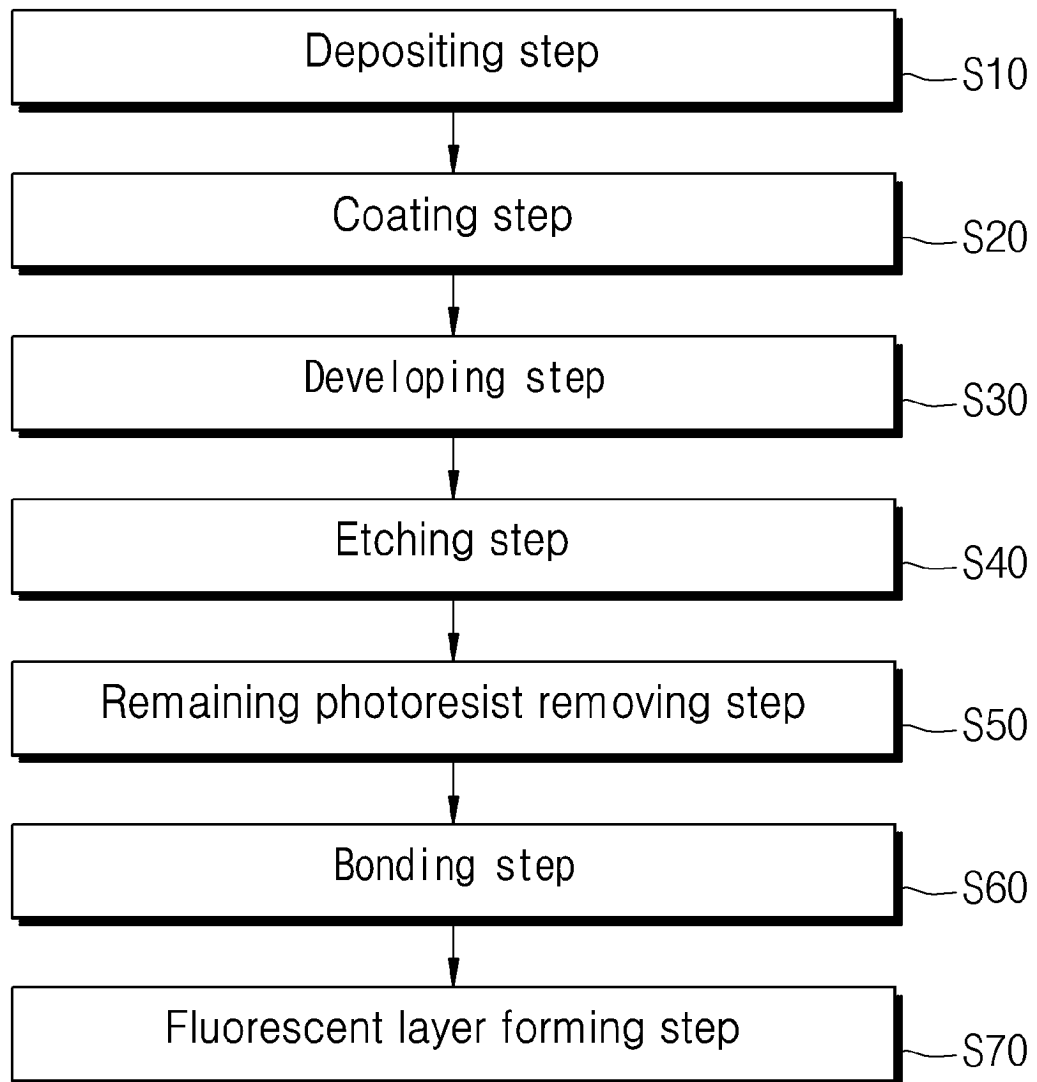 Depositing step
S10
Coating step
S20
Developing step
S30
Etching step
S40
Remaining photoresist removing step
S50
Bonding step
S60
Fluorescent layer forming step
S70